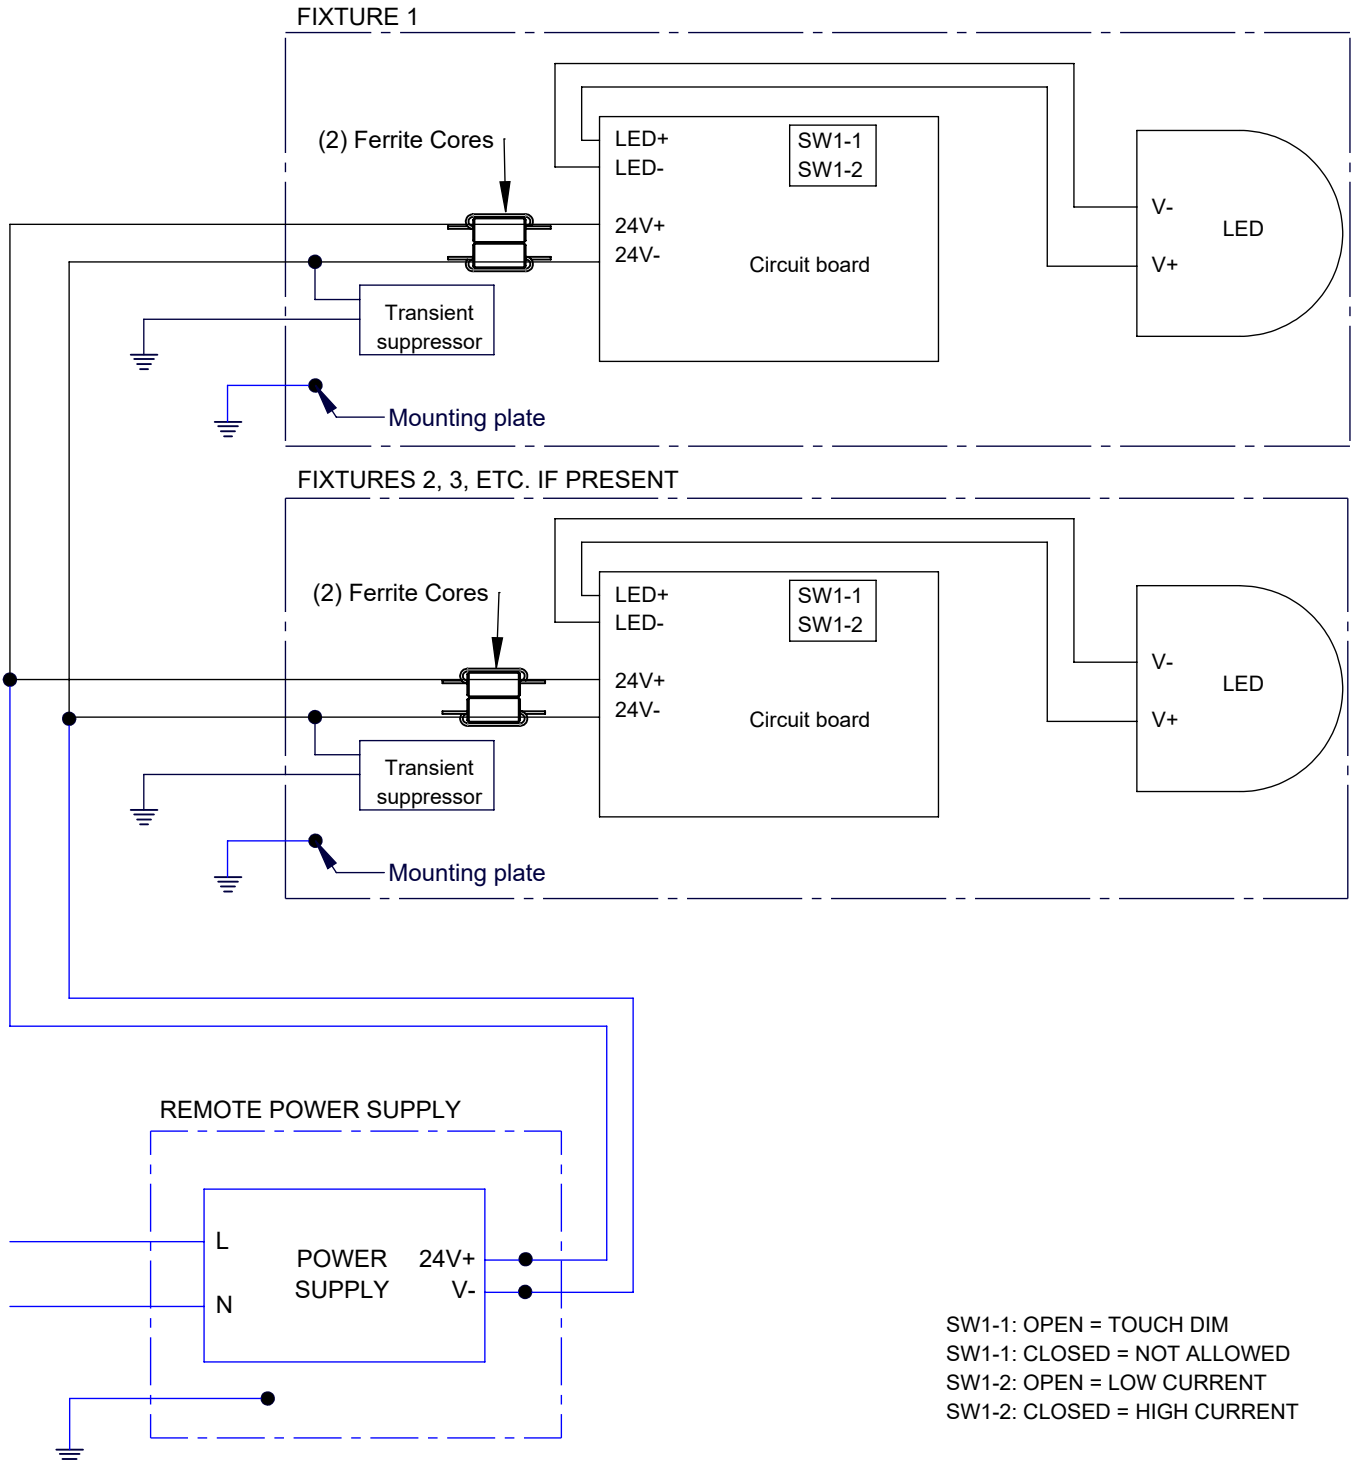 FIXTURE 1
(2) Ferrite Cores
LED+
LED-
SW1-1
SW1-2
24V+
24V-
Circuit board
V-
LED
V+
Transient
suppressor
Mounting plate
FIXTURES 2, 3, ETC. IF PRESENT
(2) Ferrite Cores
LED+
LED-
SW1-1
SW1-2
24V+
24V-
Circuit board
V-
LED
V+
Transient
suppressor
Mounting plate
REMOTE POWER SUPPLY
L
N
POWER
SUPPLY
24V+
V-
SW1-1: OPEN = TOUCH DIM
SW1-1: CLOSED = NOT ALLOWED
SW1-2: OPEN = LOW CURRENT
SW1-2: CLOSED = HIGH CURRENT